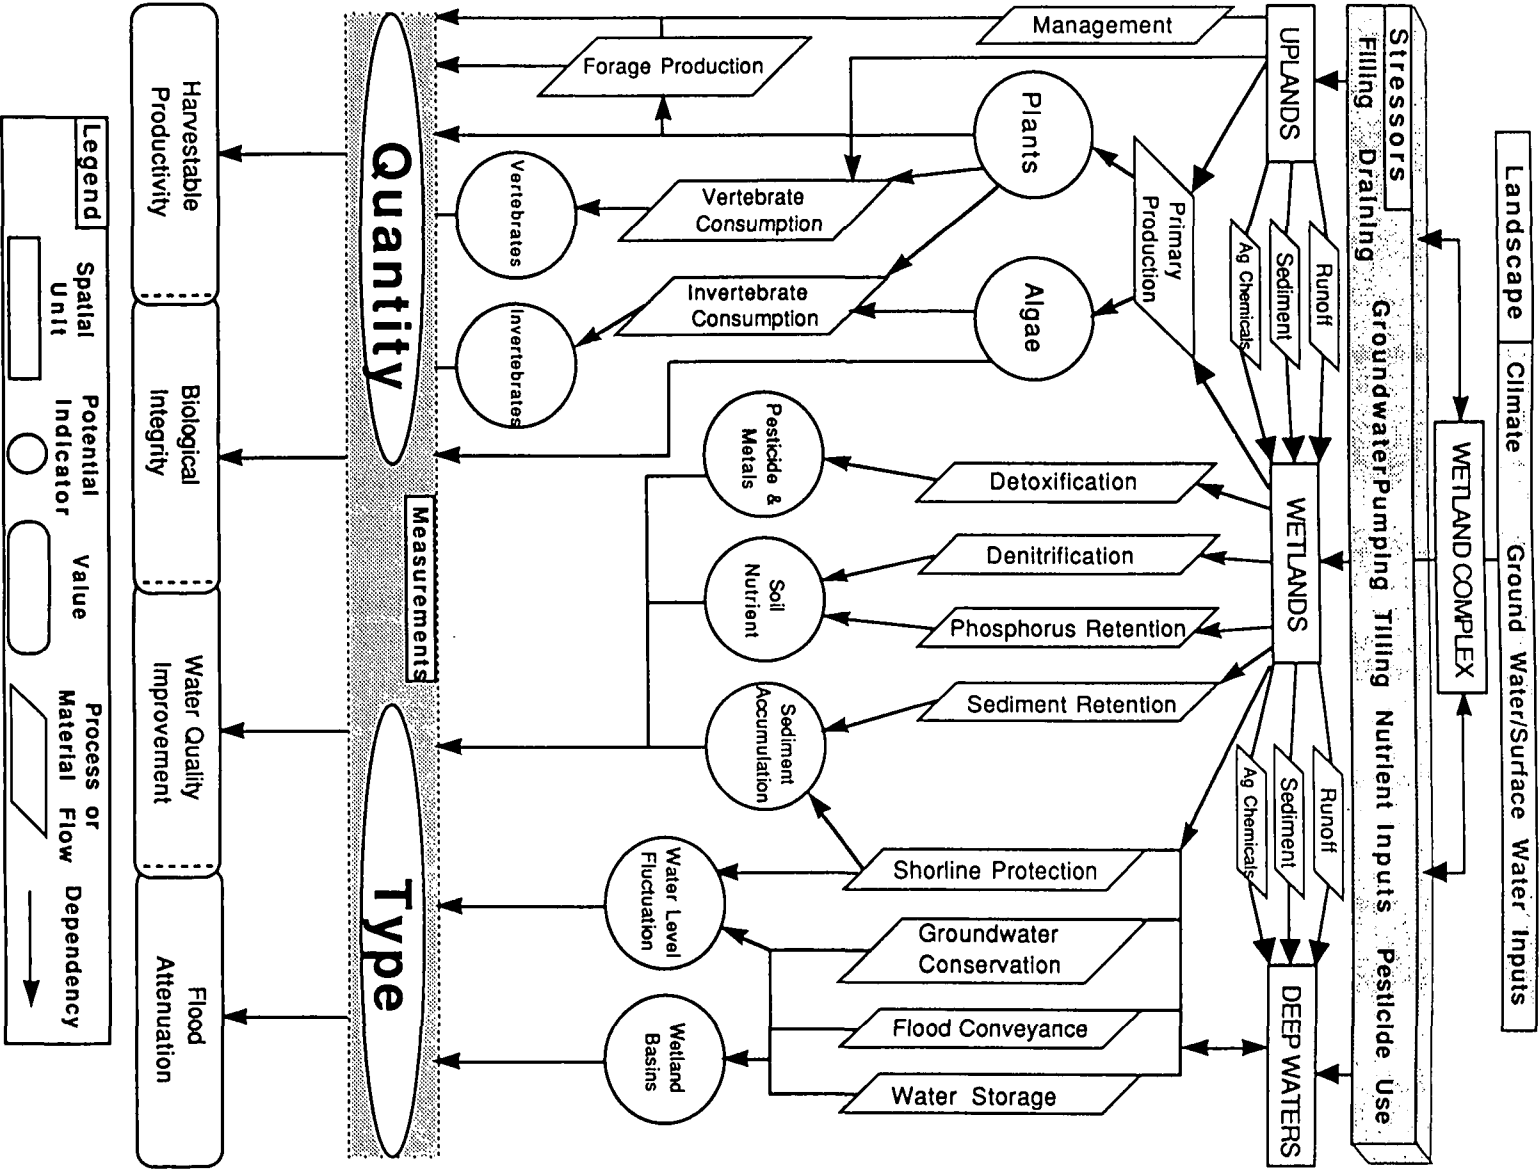 Landscape
Climate
Ground Water/Surface Water Inputs
WETLAND COMPLEX
Stressors
Filling Draining Groundwater Pumping Tilling Nutrient Inputs Pesticide Use
UPLANDS
WETLANDS
DEEP WATERS
Runoff
Sediment
Ag Chemicals
Runoff
Sediment
Ag Chemicals
Management
Primary
Production
Detoxification
Denitrification
Phosphorus Retention
Sediment Retention
Shorline Protection
Groundwater
Conservation
Flood Conveyance
Water Storage
Plants
Algae
Forage Production
Vertebrate
Consumption
Invertebrate
Consumption
Pesticide &
Metals
Soil
Nutrient
Sediment
Accumulation
Water Level
Fluctuation
Wetland
Basins
Vertebrates
Invertebrates
Measurements
Quantity
Type
Harvestable
Productivity
Biological
Integrity
Water Quality
Improvement
Flood
Attenuation
Legend
Spatial
Unit
Potential
Indicator
Value
Process or
Material Flow
Dependency